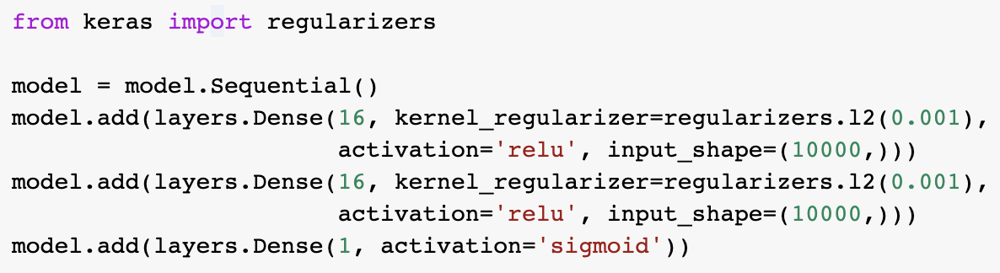 from keras import regularizers
model = model.Sequential()
model.add(layers.Dense(16, kernel_regularizer=regularizers.l2(0.001),
activation='relu', input_shape=(10000,)))
model.add(layers.Dense(16, kernel_regularizer=regularizers.l2(0.001),
activation='relu', input_shape=(10000,)))
model.add(layers.Dense(1, activation='sigmoid'))